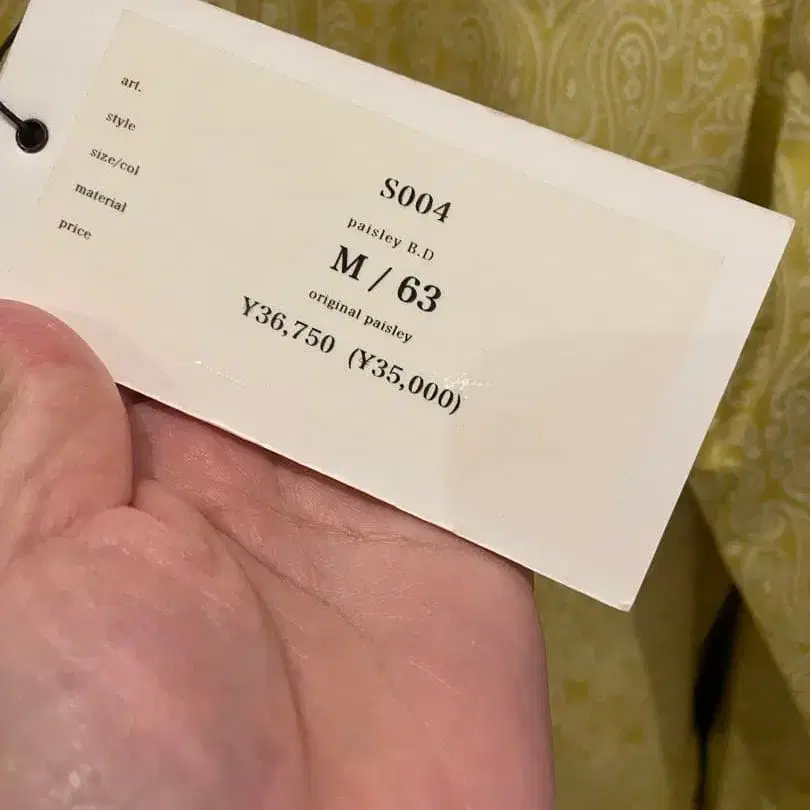 art.
S004
style
paisley B.D
size/col
M / 63
material
original paisley
price
¥36,750 (¥35,000)